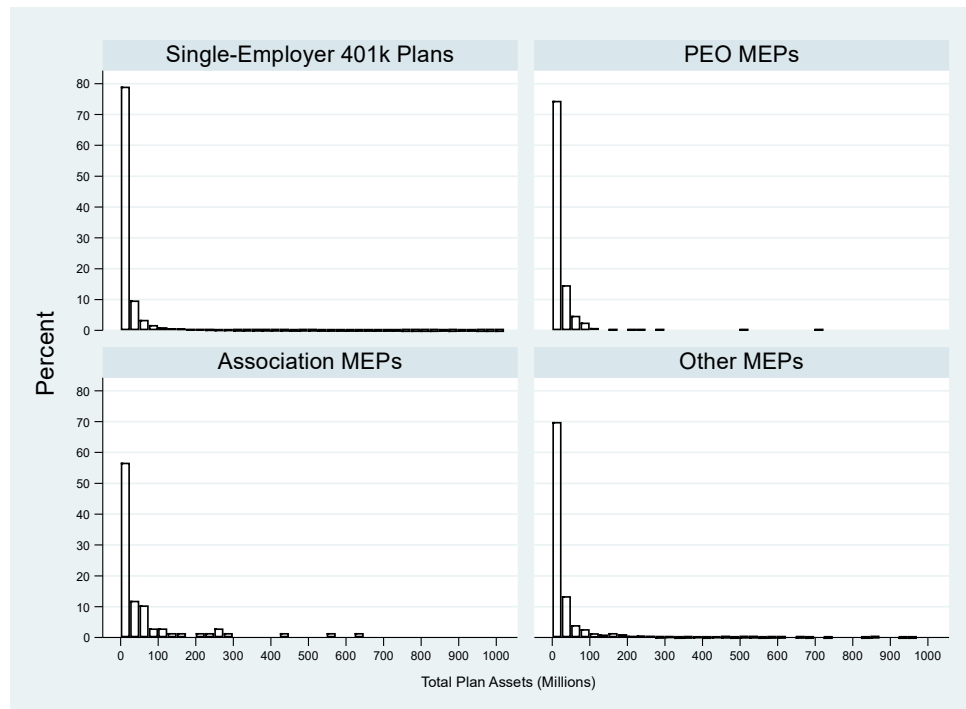 Single-Employer 401k Plans
PEO MEPs
80
70
60
50
40
30
20
10
0
Association MEPs
Other MEPs
80
70
60
50
40
30
20
10
0
0 100 200 300 400 500 600 700 800 900 1000
0 100 200 300 400 500 600 700 800 900 1000
Percent
Total Plan Assets (Millions)